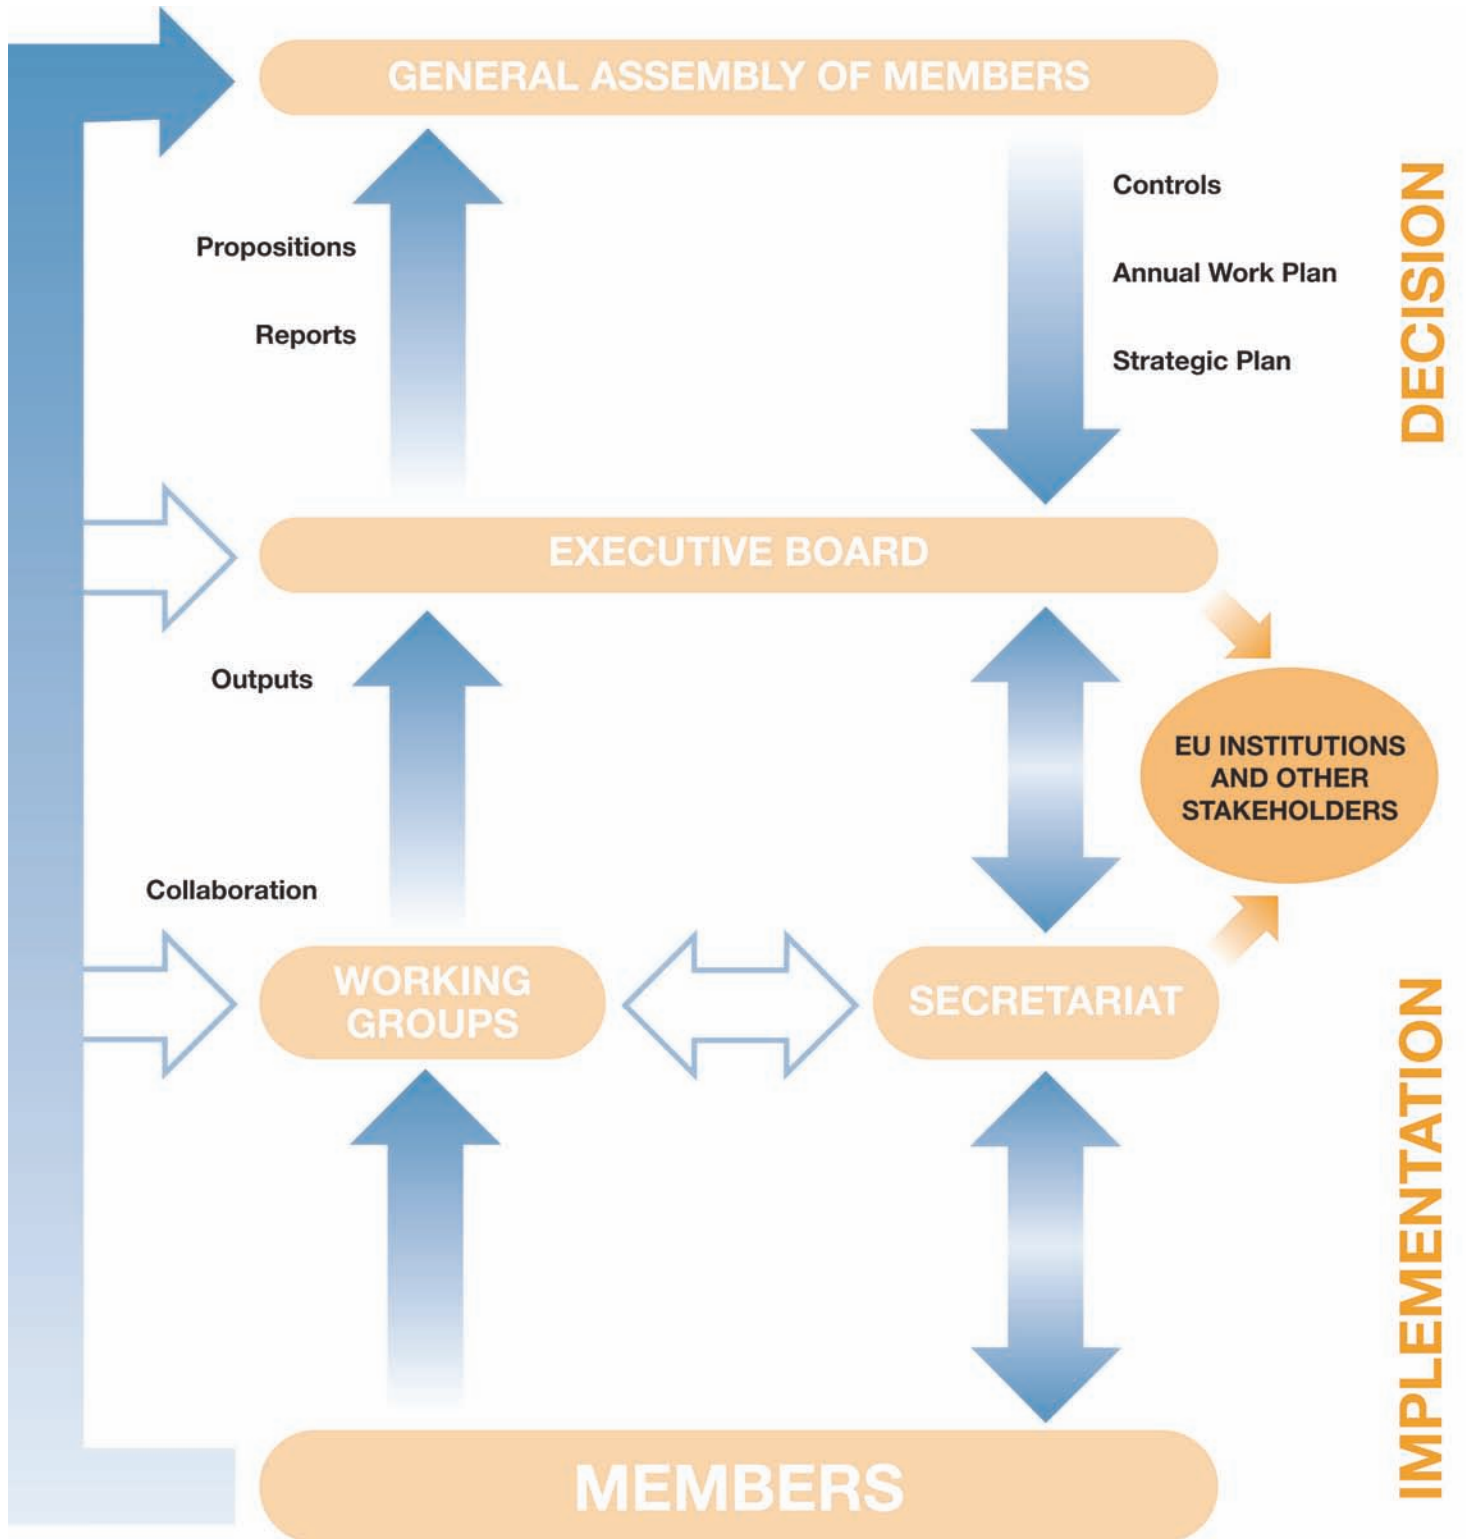 GENERAL ASSEMBLY OF MEMBERS
Propositions
Reports
Controls
Annual Work Plan
Strategic Plan
DECISION
EXECUTIVE BOARD
Outputs
Collaboration
EU INSTITUTIONS
AND OTHER
STAKEHOLDERS
WORKING
GROUPS
SECRETARIAT
IMPLEMENTATION
MEMBERS